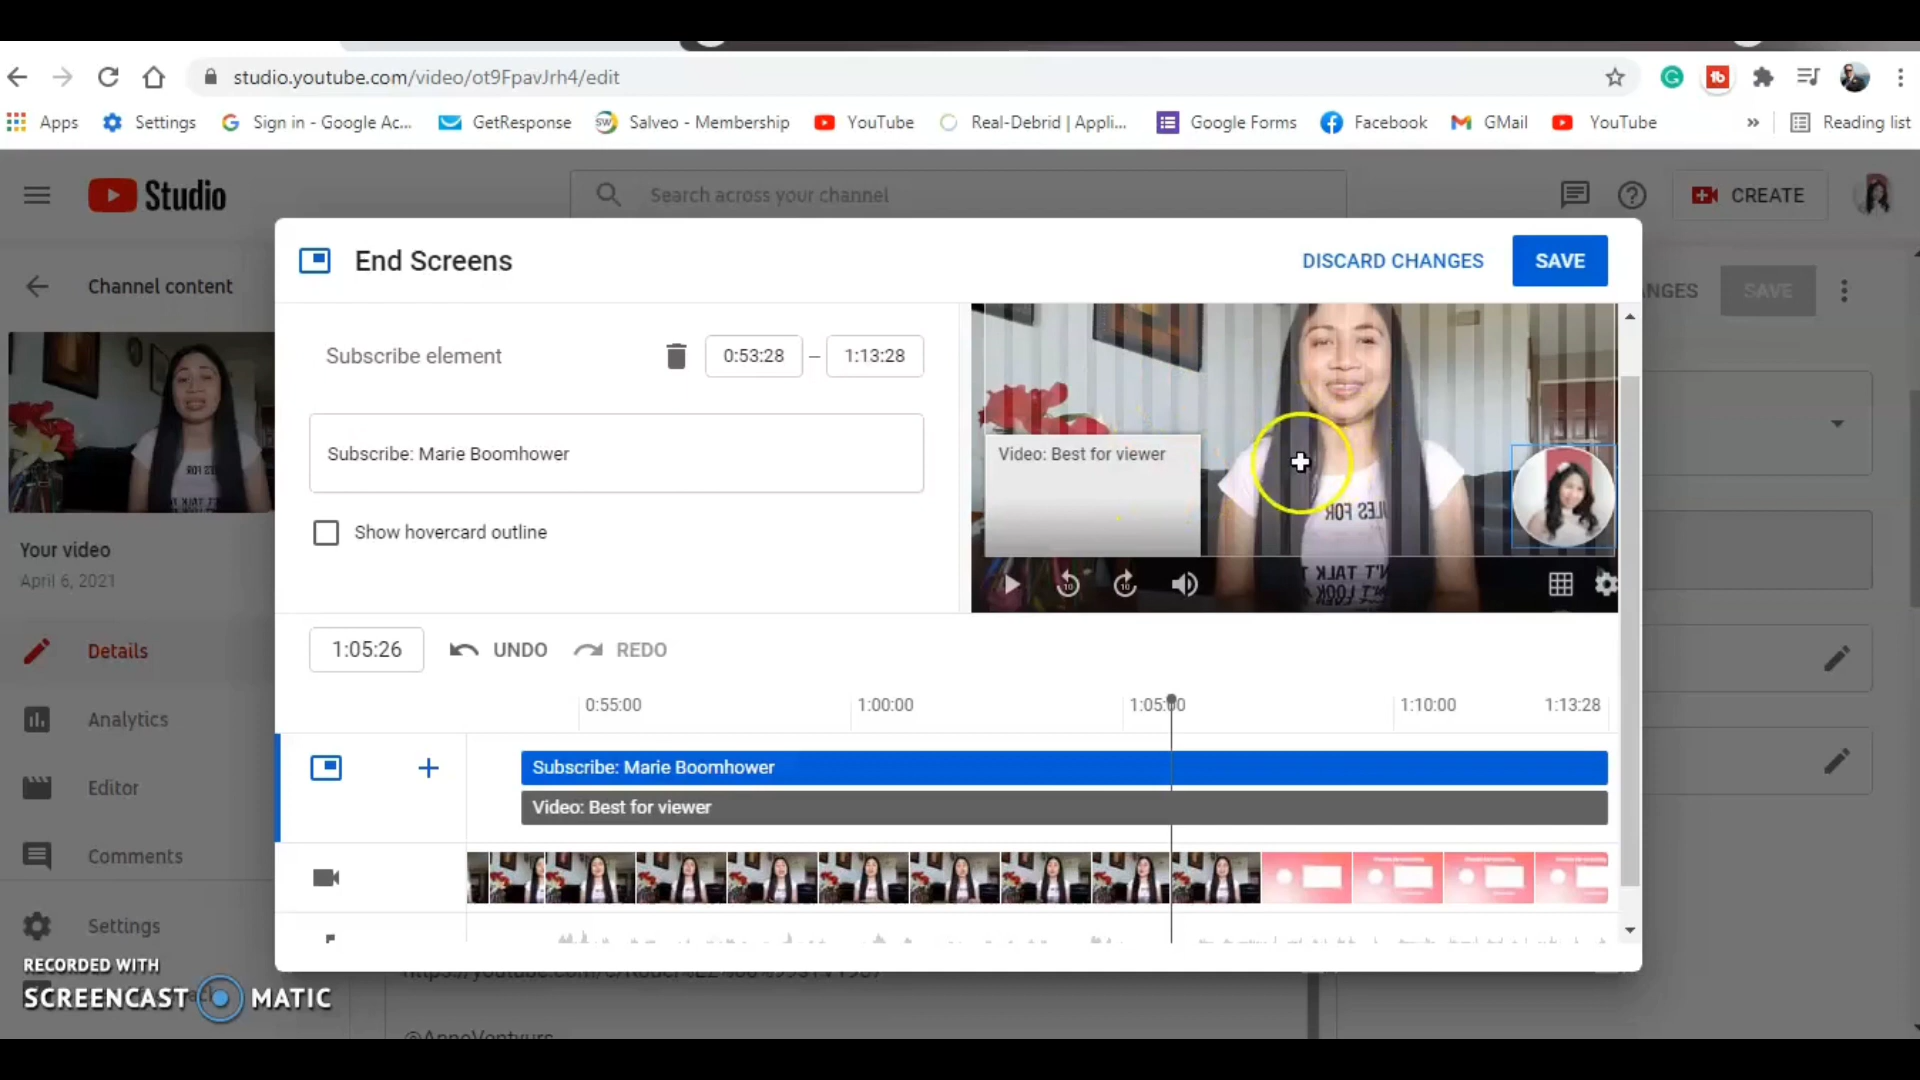 studio.youtube.com/video/ot9FpavJrh4/edit
Apps
Settings
Sign in - Google Ac...
GetResponse
Salveo - Membership
YouTube
Real-Debrid | Appli...
Google Forms
Facebook
GMail
YouTube
»
Reading list
Studio
Search across your channel
CREATE
End Screens
DISCARD CHANGES
SAVE
Channel content
NGES
SAVE
Subscribe element
0:53:28 – 1:13:28
Subscribe: Marie Boomhower
Show hovercard outline
Video: Best for viewer
Your video
April 6, 2021
1:05:26
UNDO
REDO
Details
0:55:00
1:00:00
1:05:00
1:10:00
1:13:28
Analytics
Subscribe: Marie Boomhower
Editor
Video: Best for viewer
Comments
Settings
RECORDED WITH
SCREENCAST MATIC